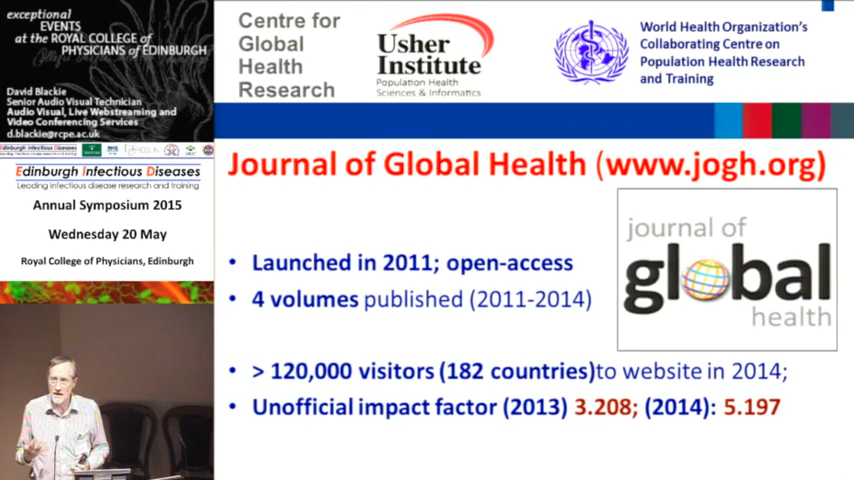 exceptional
EVENTS
at the ROYAL COLLEGE of
PHYSICIANS of EDINBURGH
David Blackie
Senior Audio Visual Technician
Audio Visual, Live Webstreaming and
Video Conferencing Services
d.blackie@rcpe.ac.uk
Edinburgh Infectious Diseases
Leading infectious disease research and training
Annual Symposium 2015
Wednesday 20 May
Royal College of Physicians, Edinburgh
Centre for
Global
Health
Research
Usher
Institute
Population Health
Sciences & Informatics
World Health Organization's
Collaborating Centre on
Population Health Research
and Training
Journal of Global Health (www.jogh.org)
• Launched in 2011; open-access
• 4 volumes published (2011-2014)
journal of
global
health
• > 120,000 visitors (182 countries)to website in 2014;
• Unofficial impact factor (2013) 3.208; (2014): 5.197